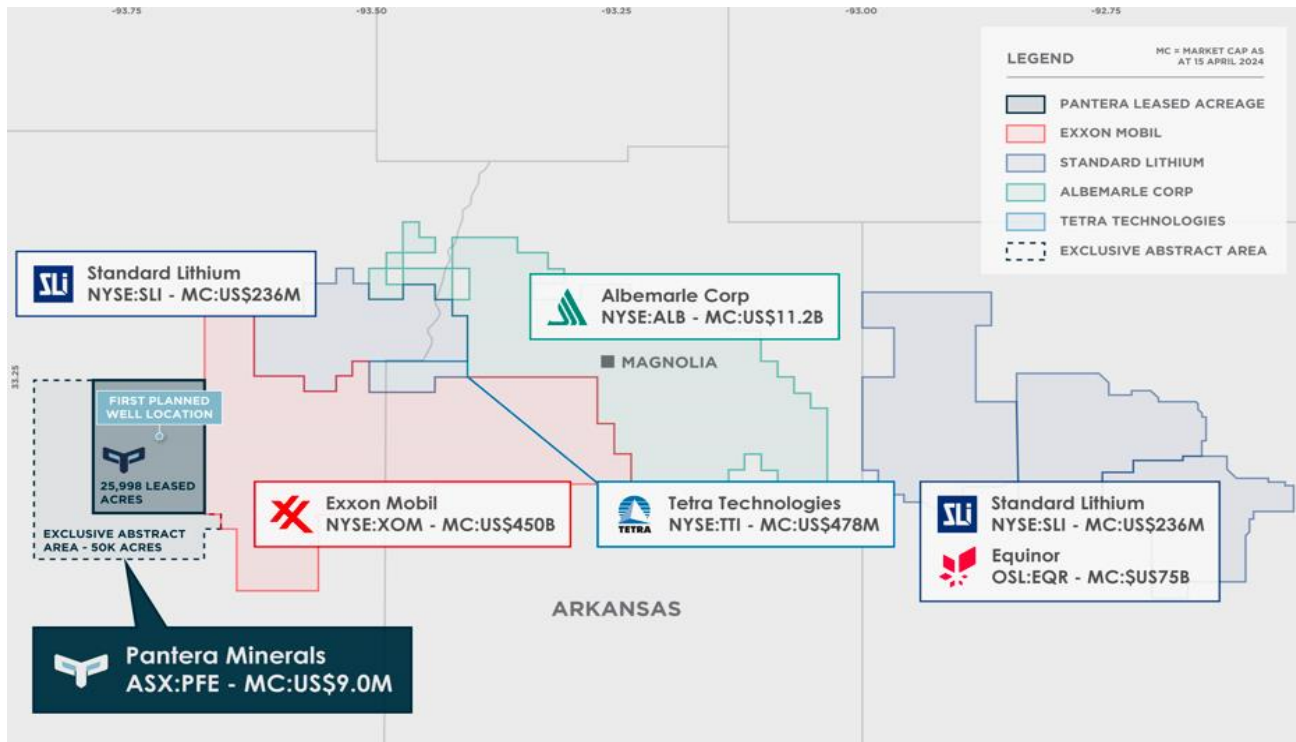 -93.75
-93.50
-93.25
-93.00
-92.75
LEGEND
MC = MARKET CAP AS
AT 15 APRIL 2024
PANTERA LEASED ACREAGE
EXXON MOBIL
STANDARD LITHIUM
ALBEMARLE CORP
TETRA TECHNOLOGIES
EXCLUSIVE ABSTRACT AREA
SLi
Standard Lithium
NYSE:SLI - MC:US$236M
Albemarle Corp
NYSE:ALB - MC:US$11.2B
MAGNOLIA
33.25
FIRST PLANNED
WELL LOCATION
25,998 LEASED
ACRES
EXCLUSIVE ABSTRACT
AREA - 50K ACRES
Exxon Mobil
NYSE:XOM - MC:US$450B
TETRA
Tetra Technologies
NYSE:TTI - MC:US$478M
SLi
Standard Lithium
NYSE:SLI - MC:US$236M
Equinor
OSL:EQR - MC:$US75B
ARKANSAS
Pantera Minerals
ASX:PFE - MC:US$9.0M